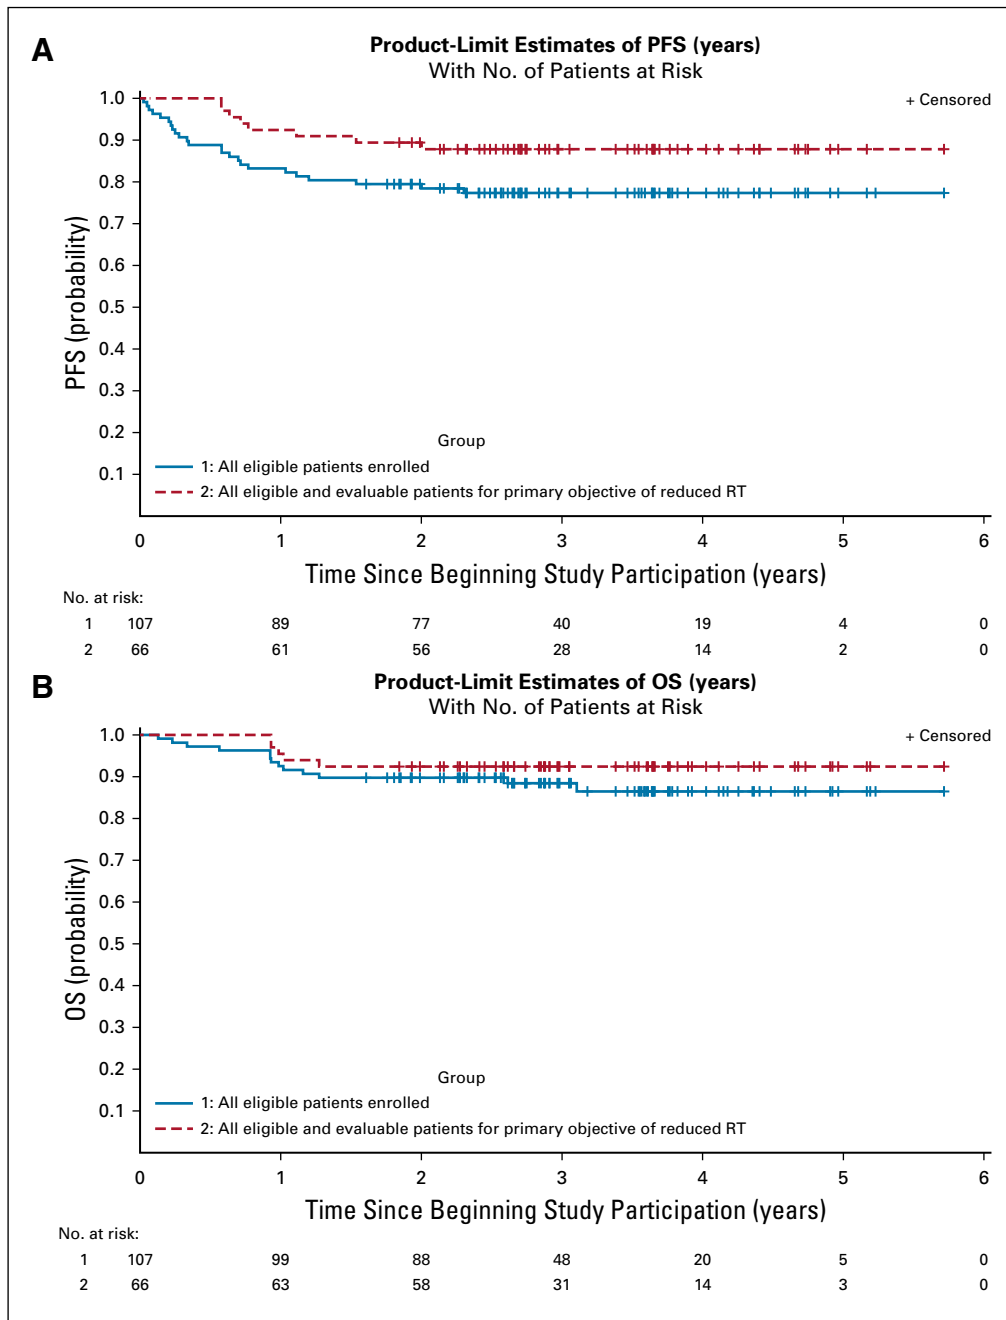 A
Product-Limit Estimates of PFS (years)
With No. of Patients at Risk
+ Censored
1.0
0.9
0.8
0.7
0.6
0.5
0.4
0.3
0.2
0.1
PFS (probability)
Group
1: All eligible patients enrolled
2: All eligible and evaluable patients for primary objective of reduced RT
0 1 2 3 4 5 6
Time Since Beginning Study Participation (years)
No. at risk:
1 107 89 77 40 19 4 0
2 66 61 56 28 14 2 0
B
Product-Limit Estimates of OS (years)
With No. of Patients at Risk
+ Censored
1.0
0.9
0.8
0.7
0.6
0.5
0.4
0.3
0.2
0.1
OS (probability)
Group
1: All eligible patients enrolled
2: All eligible and evaluable patients for primary objective of reduced RT
0 1 2 3 4 5 6
Time Since Beginning Study Participation (years)
No. at risk:
1 107 99 88 48 20 5 0
2 66 63 58 31 14 3 0